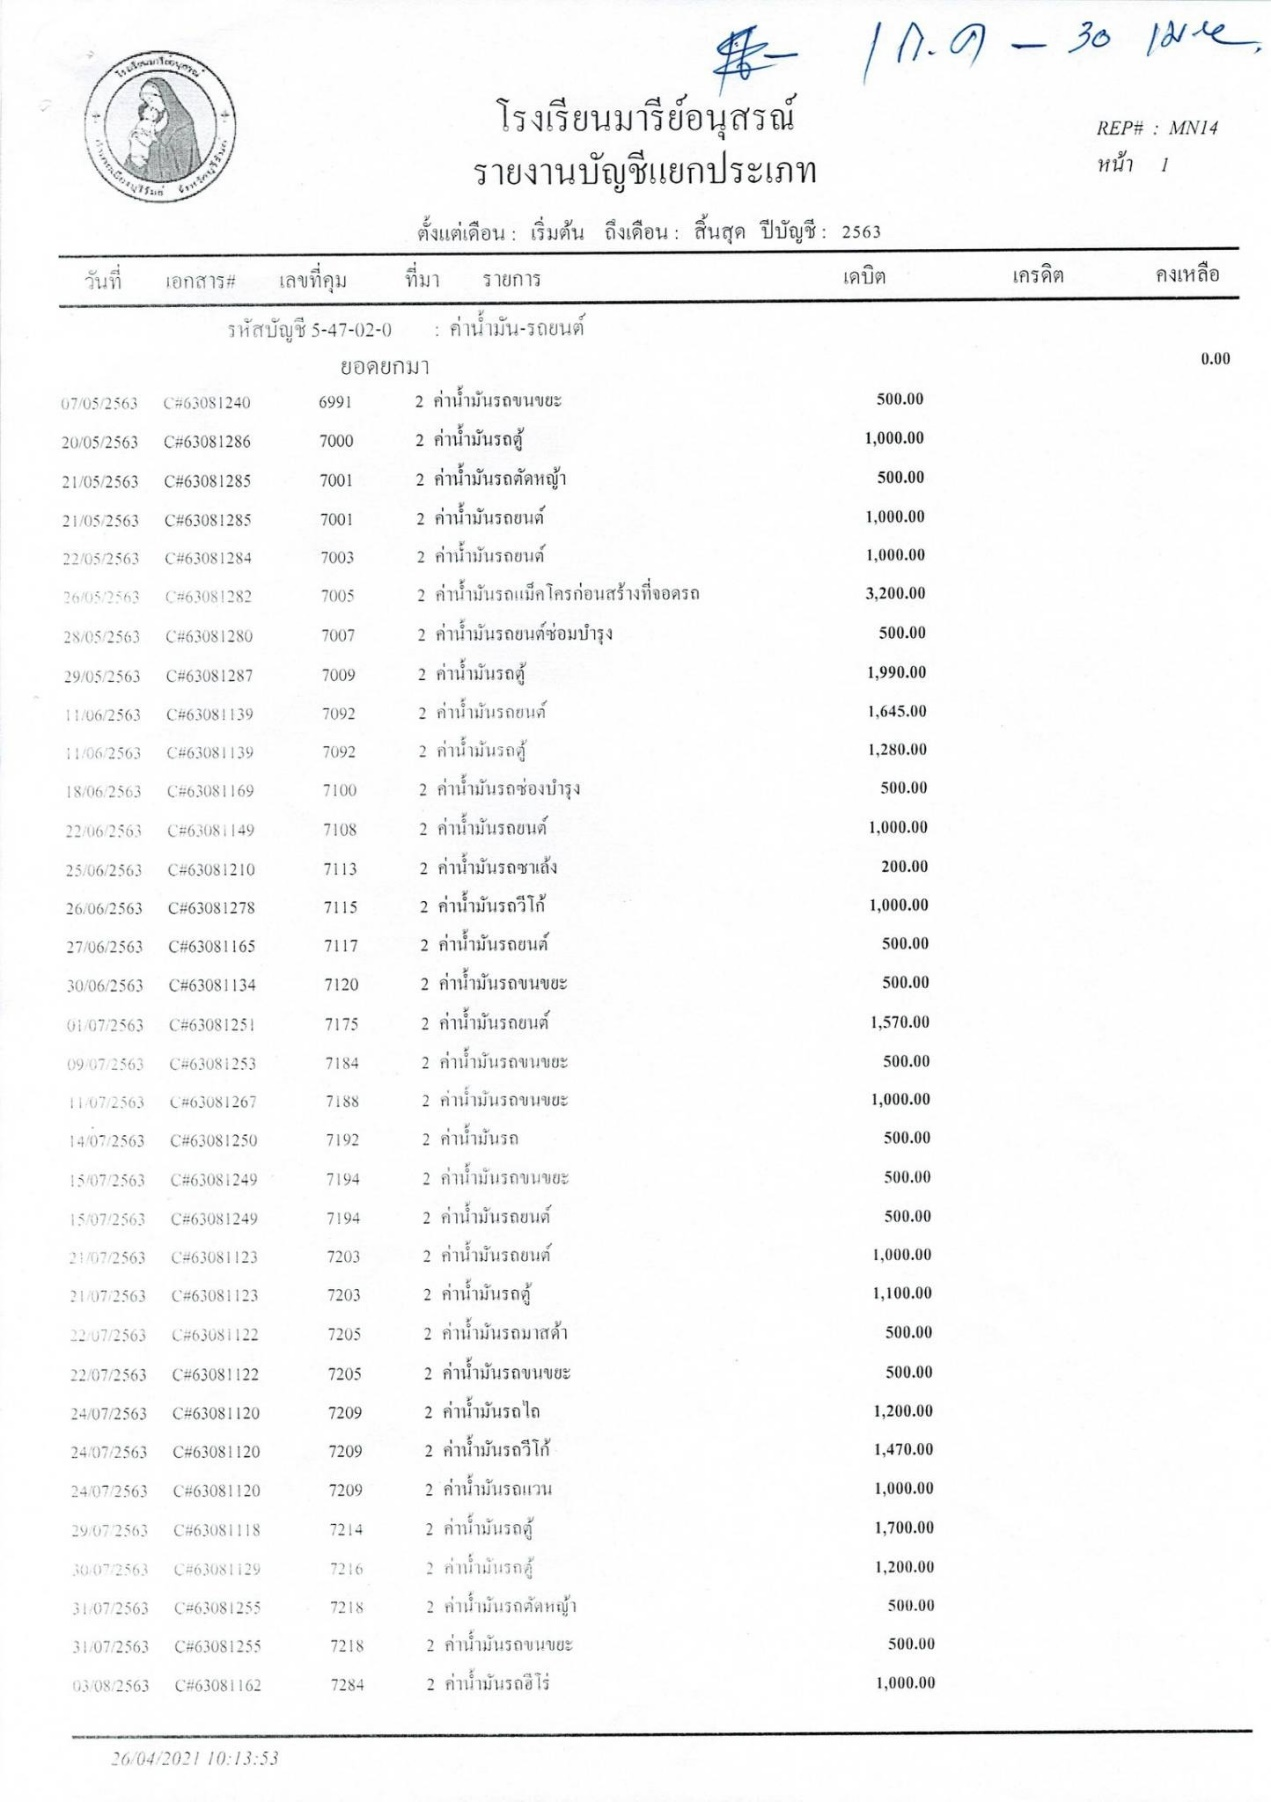 1 ก.ค - 30 เมษ.
โรงเรียนมารีย์อนุสรณ์
รายงานบัญชีแยกประเภท
REP# : MN14
หน้า 1
ตั้งแต่เดือน : เริ่มต้น ถึงเดือน : สิ้นสุด ปีบัญชี : 2563
วันที่ เอกสาร# เลขที่คุม ที่มา รายการ เดบิต เครดิต คงเหลือ
รหัสบัญชี 5-47-02-0 : ค่าน้ำมัน-รถยนต์
ยอดยกมา 0.00
07/05/2563 C#63081240 6991 2 ค่าน้ำมันรถขนขยะ 500.00
20/05/2563 C#63081286 7000 2 ค่าน้ำมันรถตู้ 1,000.00
21/05/2563 C#63081285 7001 2 ค่าน้ำมันรถตัดหญ้า 500.00
21/05/2563 C#63081285 7001 2 ค่าน้ำมันรถยนต์ 1,000.00
22/05/2563 C#63081284 7003 2 ค่าน้ำมันรถยนต์ 1,000.00
26/05/2563 C#63081282 7005 2 ค่าน้ำมันรถแม็คโครก่อนสร้างที่จอดรถ 3,200.00
28/05/2563 C#63081280 7007 2 ค่าน้ำมันรถยนต์ซ่อมบำรุง 500.00
29/05/2563 C#63081287 7009 2 ค่าน้ำมันรถตู้ 1,990.00
11/06/2563 C#63081139 7092 2 ค่าน้ำมันรถยนต์ 1,645.00
11/06/2563 C#63081139 7092 2 ค่าน้ำมันรถตู้ 1,280.00
18/06/2563 C#63081169 7100 2 ค่าน้ำมันรถซ่องบำรุง 500.00
22/06/2563 C#63081149 7108 2 ค่าน้ำมันรถยนต์ 1,000.00
25/06/2563 C#63081210 7113 2 ค่าน้ำมันรถซาเล้ง 200.00
26/06/2563 C#63081278 7115 2 ค่าน้ำมันรถวีโก้ 1,000.00
27/06/2563 C#63081165 7117 2 ค่าน้ำมันรถยนต์ 500.00
30/06/2563 C#63081134 7120 2 ค่าน้ำมันรถขนขยะ 500.00
01/07/2563 C#63081251 7175 2 ค่าน้ำมันรถยนต์ 1,570.00
09/07/2563 C#63081253 7184 2 ค่าน้ำมันรถขนขยะ 500.00
11/07/2563 C#63081267 7188 2 ค่าน้ำมันรถขนขยะ 1,000.00
14/07/2563 C#63081250 7192 2 ค่าน้ำมันรถ 500.00
15/07/2563 C#63081249 7194 2 ค่าน้ำมันรถขนขยะ 500.00
15/07/2563 C#63081249 7194 2 ค่าน้ำมันรถยนต์ 500.00
21/07/2563 C#63081123 7203 2 ค่าน้ำมันรถยนต์ 1,000.00
21/07/2563 C#63081123 7203 2 ค่าน้ำมันรถตู้ 1,100.00
22/07/2563 C#63081122 7205 2 ค่าน้ำมันรถมาสด้า 500.00
22/07/2563 C#63081122 7205 2 ค่าน้ำมันรถขนขยะ 500.00
24/07/2563 C#63081120 7209 2 ค่าน้ำมันรถไถ 1,200.00
24/07/2563 C#63081120 7209 2 ค่าน้ำมันรถวีโก้ 1,470.00
24/07/2563 C#63081120 7209 2 ค่าน้ำมันรถแวน 1,000.00
29/07/2563 C#63081118 7214 2 ค่าน้ำมันรถตู้ 1,700.00
30/07/2563 C#63081129 7216 2 ค่าน้ำมันรถตู้ 1,200.00
31/07/2563 C#63081255 7218 2 ค่าน้ำมันรถตัดหญ้า 500.00
31/07/2563 C#63081255 7218 2 ค่าน้ำมันรถขนขยะ 500.00
03/08/2563 C#63081162 7284 2 ค่าน้ำมันรถฮีโร่ 1,000.00
26/04/2021 10:13:53